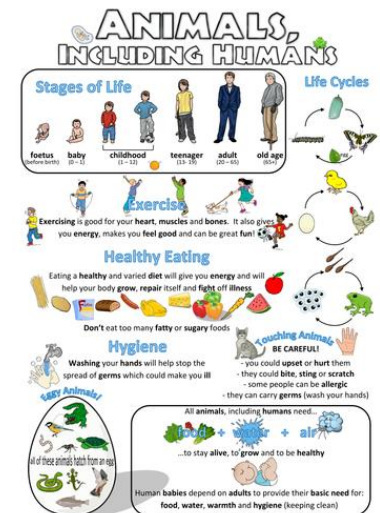 ANIMALS,
INCLUDING HUMANS
Stages of Life
Life Cycles
foetus
(before birth)
baby
(0 – 1)
childhood
(1 – 12)
teenager
(13- 19)
adult
(20 – 65)
old age
(65+)
Exercise
Exercising is good for your heart, muscles and bones. It also gives
you energy, makes you feel good and can be great fun!
Healthy Eating
Eating a healthy and varied diet will give you energy and will
help your body grow, repair itself and fight off illness
Don't eat too many fatty or sugary foods
Hygiene
Washing your hands will help stop the
spread of germs which could make you ill
Touching Animals
BE CAREFUL!
- you could upset or hurt them
- they could bite, sting or scratch
- some people can be allergic
- they can carry germs (wash your hands)
Eggy Animals!
all of these animals hatch from an egg
All animals, including humans need...
food + water + air
...to stay alive, to grow and to be healthy
Human babies depend on adults to provide their basic need for:
food, water, warmth and hygiene (keeping clean)